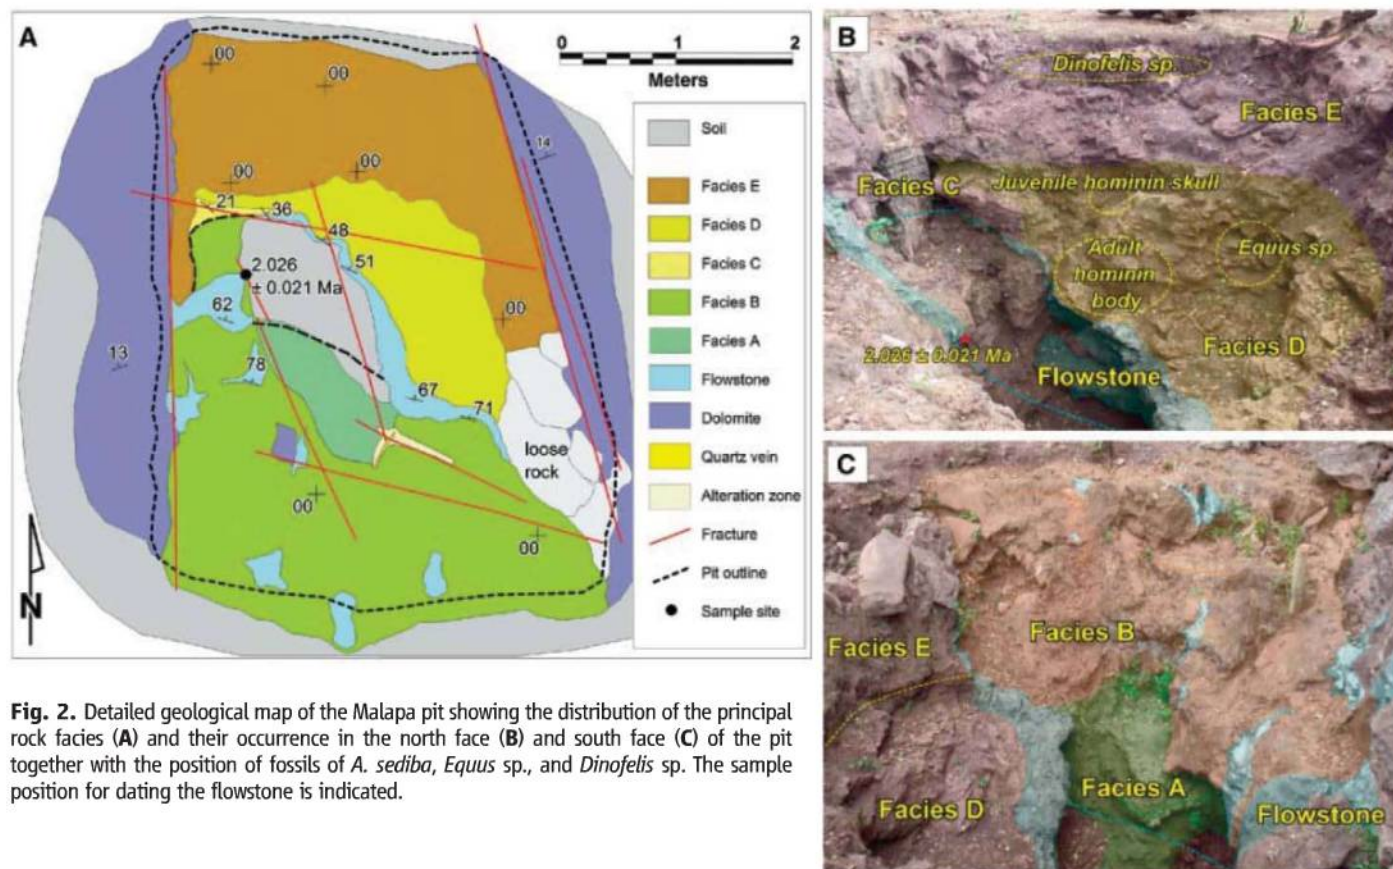 A
0
1
2
Meters
Soil
Facies E
Facies D
Facies C
Facies B
Facies A
Flowstone
Dolomite
Quartz vein
Alteration zone
Fracture
Pit outline
Sample site
00
00
14
00
00
21
36
48
51
2.026
± 0.021 Ma
62
00
13
78
67
71
loose
rock
00
00
N
B
Dinofelis sp.
Facies E
Facies C
Juvenile hominin skull
Adult
hominin
body
Equus sp.
2.026 ± 0.021 Ma
Facies D
Flowstone
C
Facies E
Facies B
Facies A
Facies D
Flowstone
Fig. 2. Detailed geological map of the Malapa pit showing the distribution of the principal
rock facies (A) and their occurrence in the north face (B) and south face (C) of the pit
together with the position of fossils of A. sediba, Equus sp., and Dinofelis sp. The sample
position for dating the flowstone is indicated.